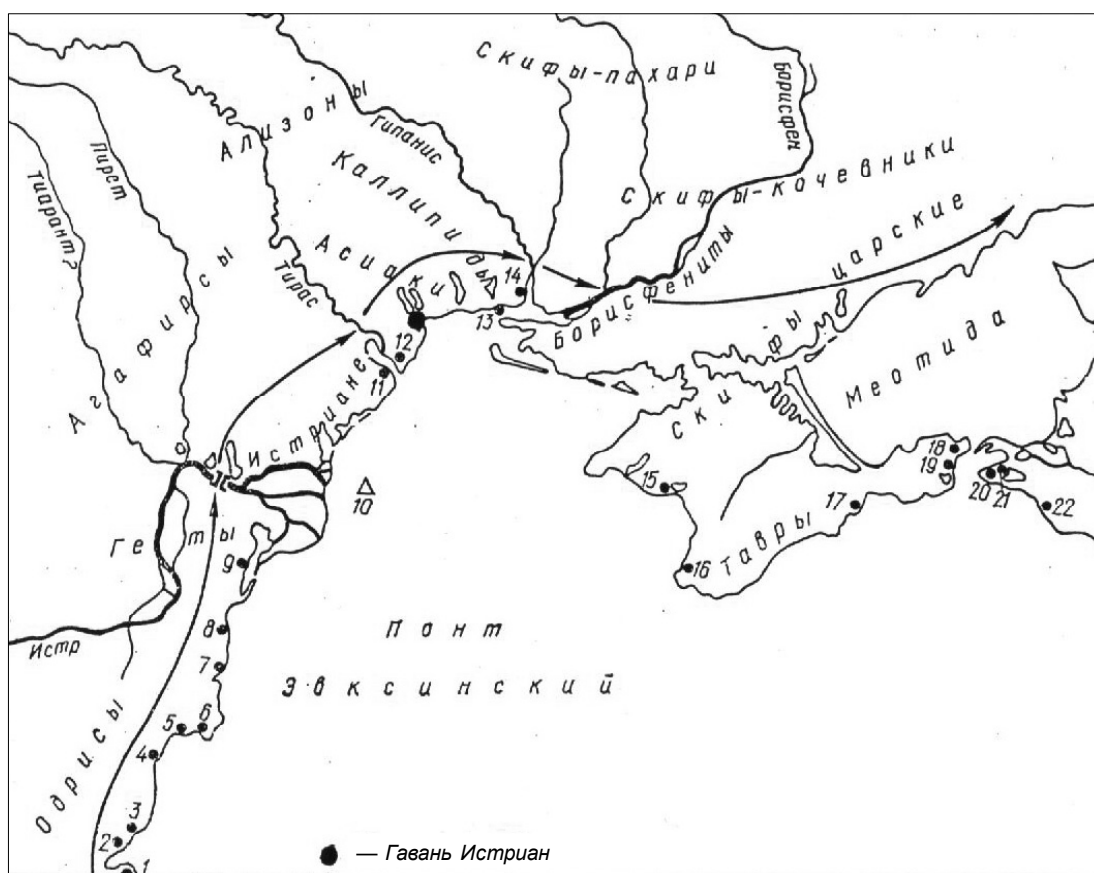 Скифы-пахари
Борисфен
Ализоны
Гипанис
Пирст
Тирант?
Каллипиды
Скифы-кочевники
Агафирсы
Асиаки
Тирас
царские
Борисфениты
14
13
12
11
Истриане
Скифы
Меотида
10
15
18
19
20
21
22
17
16
Тавры
Геты
9
Истр
8
7
Понт
Эвксинский
6
5
4
Одрисы
3
2
1
— Гавань Истриан